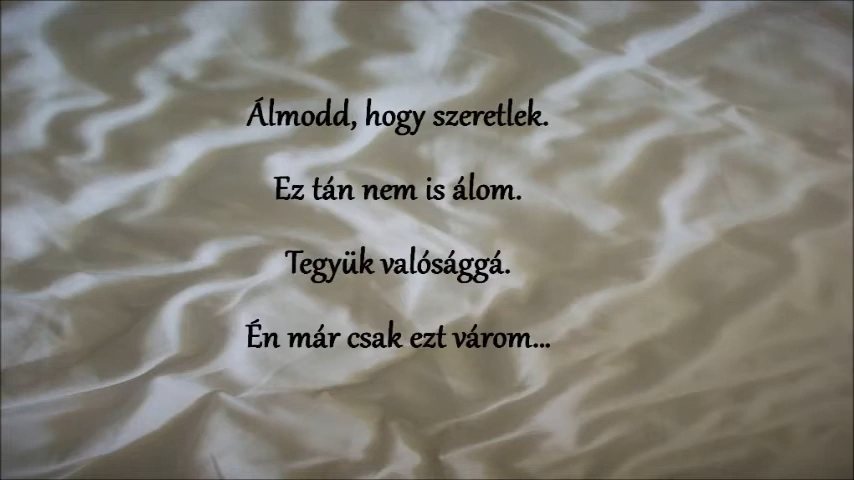 Álmodd, hogy szeretlek.
Ez tán nem is álom.
Tegyük valósággá.
Én már csak ezt várom...